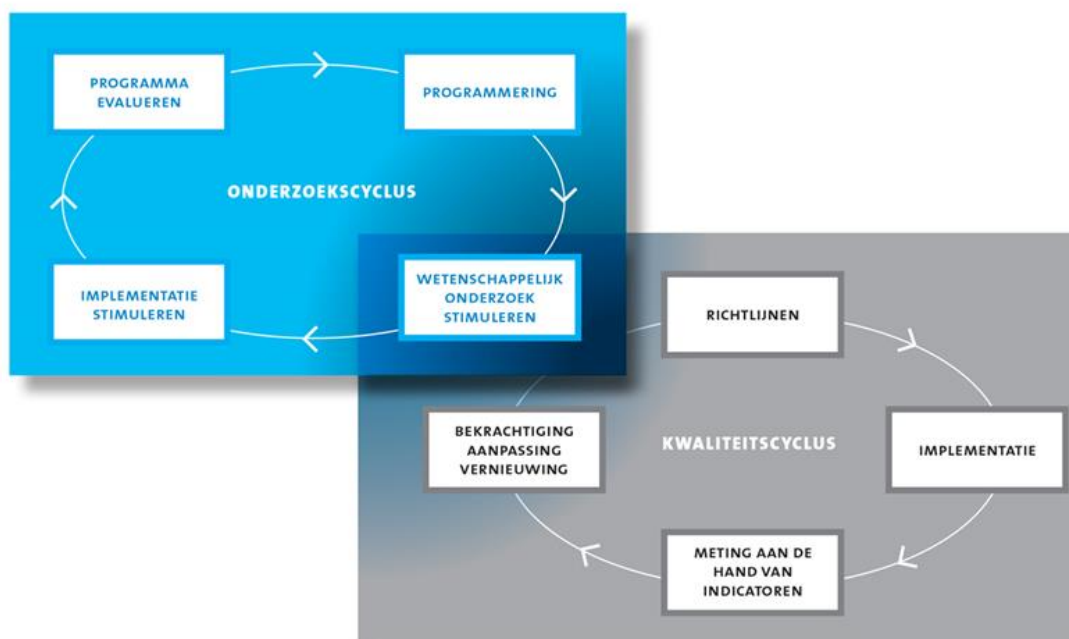 PROGRAMMA
EVALUEREN
PROGRAMMERING
ONDERZOEKSCYCLUS
IMPLEMENTATIE
STIMULEREN
WETENSCHAPPELIJK
ONDERZOEK
STIMULEREN
RICHTLIJNEN
BEKRACHTIGING
AANPASSING
VERNIEUWING
KWALITEITSCYCLUS
IMPLEMENTATIE
METING AAN DE
HAND VAN
INDICATOREN